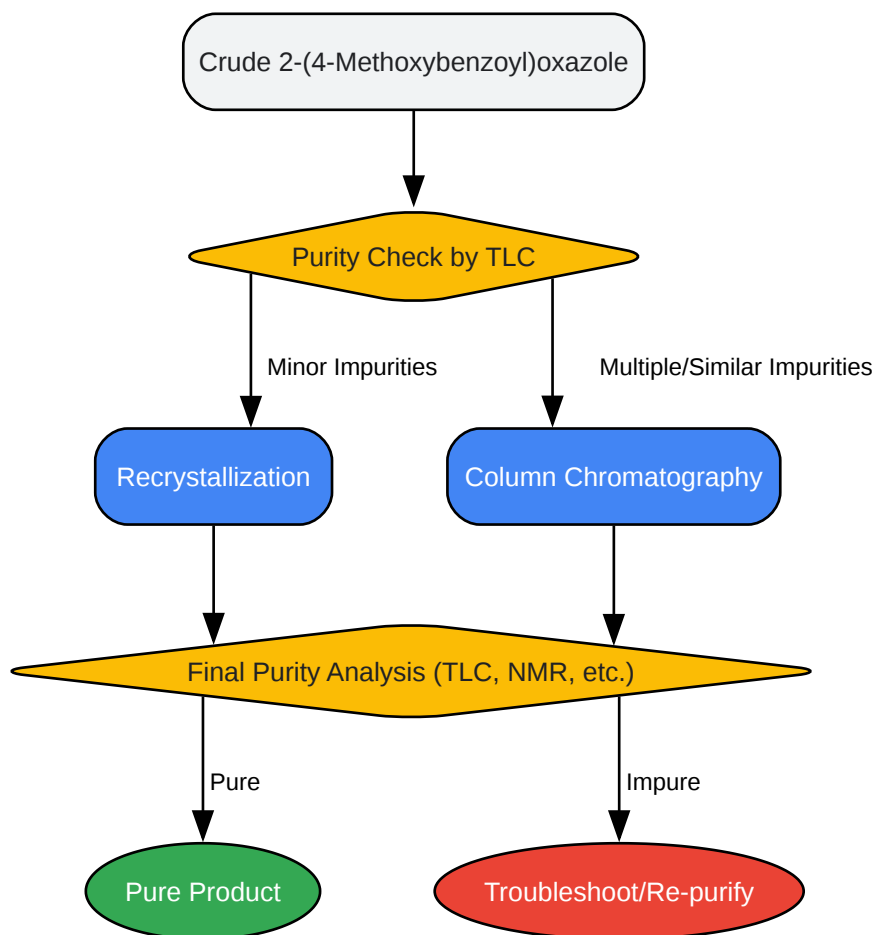 Crude 2-(4-Methoxybenzoyl)oxazole
Purity Check by TLC
Minor Impurities
Multiple/Similar Impurities
Recrystallization
Column Chromatography
Final Purity Analysis (TLC, NMR, etc.)
Pure
Impure
Pure Product
Troubleshoot/Re-purify